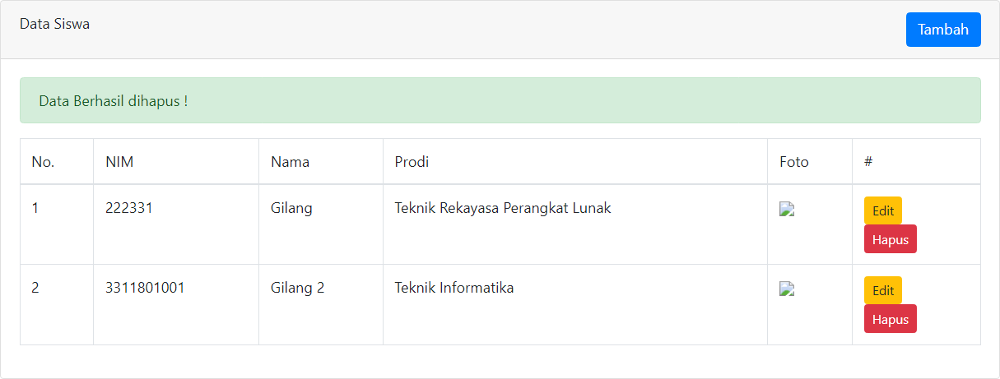 Data Siswa
Tambah
Data Berhasil dihapus !
No. NIM Nama Prodi Foto #
1 222331 Gilang Teknik Rekayasa Perangkat Lunak Edit
Hapus
2 3311801001 Gilang 2 Teknik Informatika Edit
Hapus